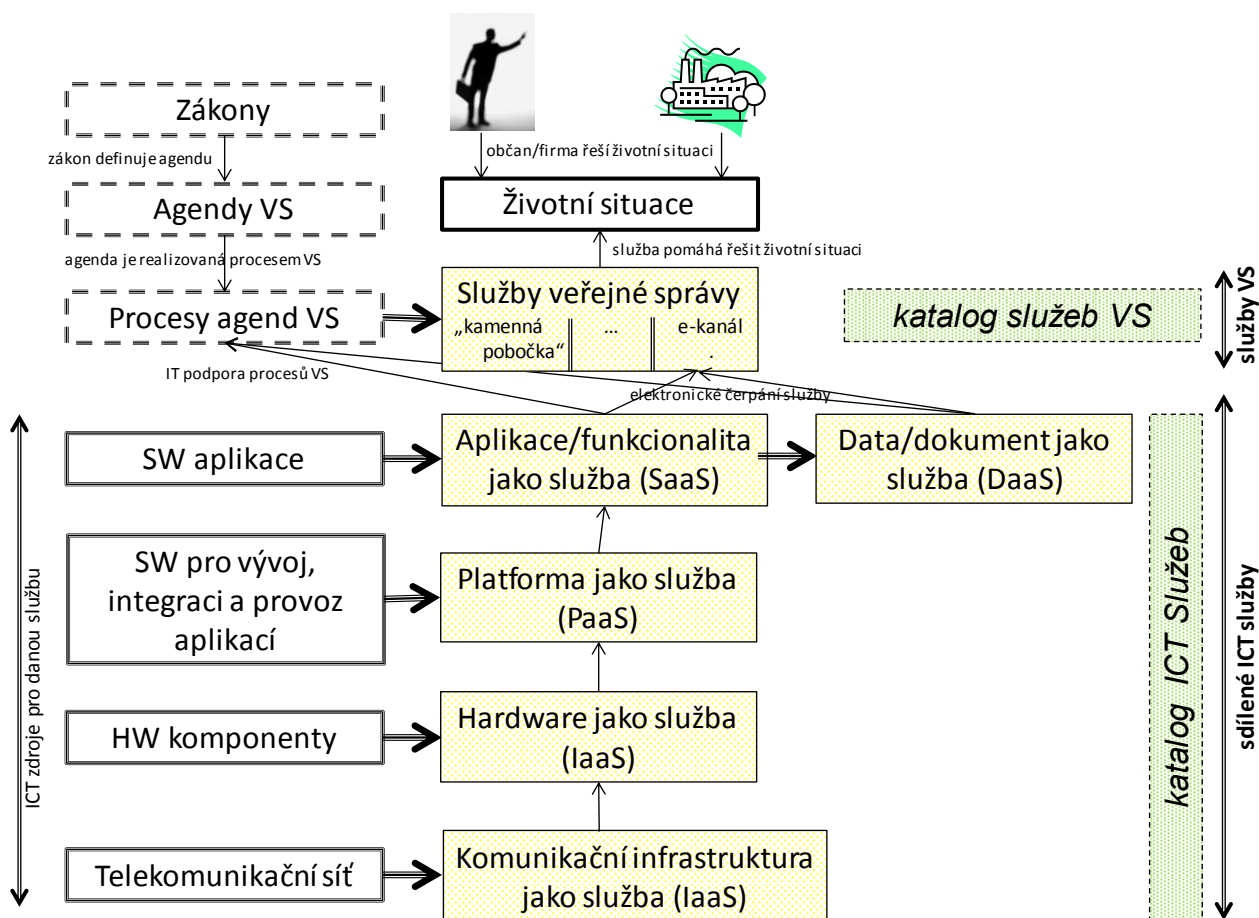 Zákony
zákon definuje agendu
občan/firma řeší životní situaci
Agendy VS
Životní situace
agenda je realizovaná procesem VS
služba pomáhá řešit životní situaci
Procesy agend VS
Služby veřejné správy
„kamenná
pobočka“
...
e-kanál
.
katalog služeb VS
služby VS
IT podpora procesů VS
elektronické čerpání služby
SW aplikace
Aplikace/funkcionalita
jako služba (SaaS)
Data/dokument jako
služba (DaaS)
SW pro vývoj,
integraci a provoz
aplikací
Platforma jako služba
(PaaS)
HW komponenty
Hardware jako služba
(IaaS)
Telekomunikační síť
Komunikační infrastruktura
jako služba (IaaS)
ICT zdroje pro danou službu
katalog ICT Služeb
sdílené ICT služby